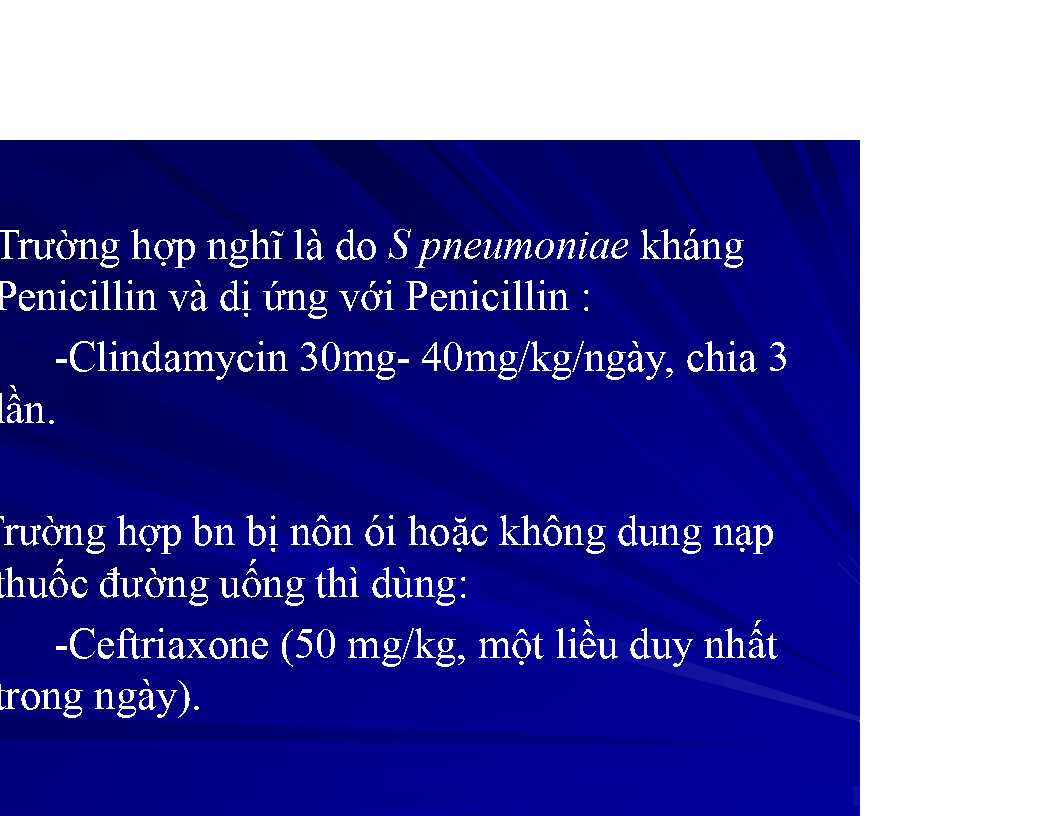 Trường hợp nghĩ là do S pneumoniae kháng
Penicillin và dị ứng với Penicillin :
-Clindamycin 30mg- 40mg/kg/ngày, chia 3
lần.
Trường hợp bn bị nôn ói hoặc không dung nạp
thuốc đường uống thì dùng:
-Ceftriaxone (50 mg/kg, một liều duy nhất
trong ngày).